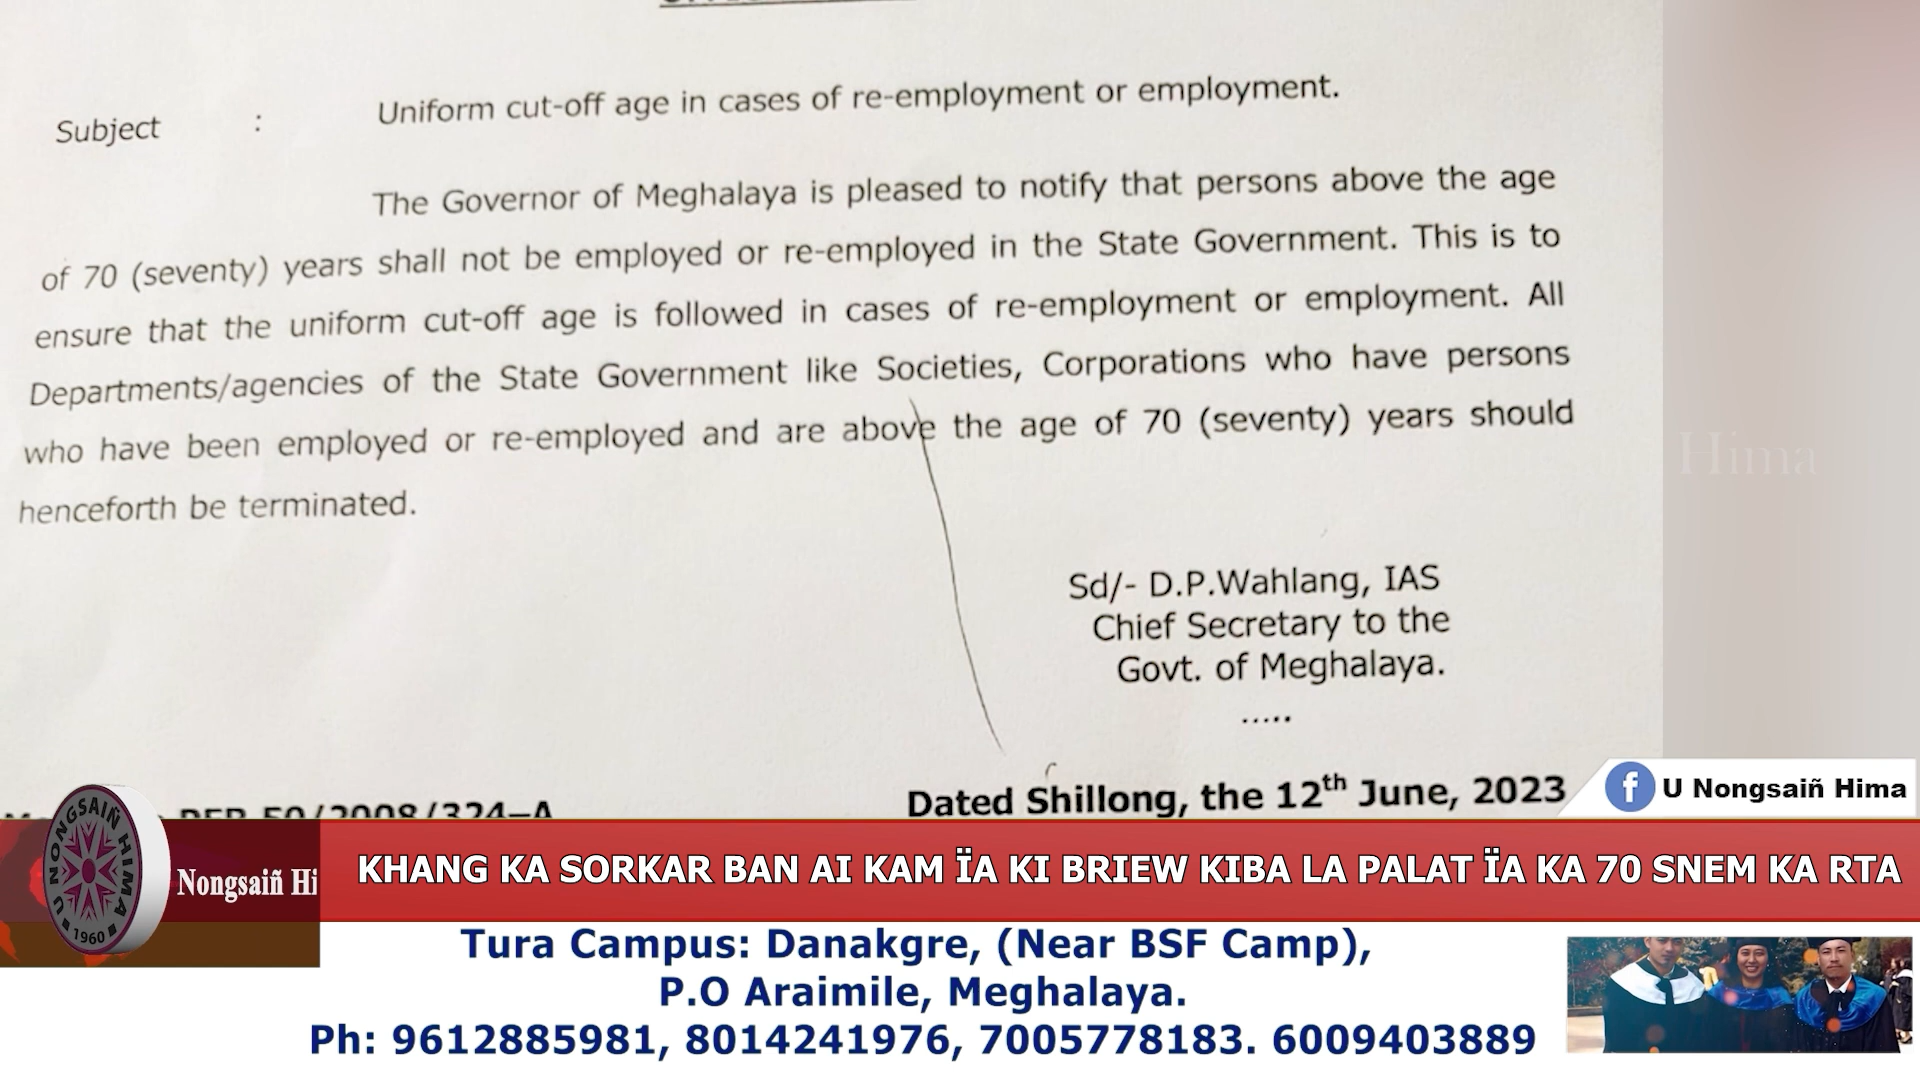 Subject : Uniform cut-off age in cases of re-employment or employment.
The Governor of Meghalaya is pleased to notify that persons above the age
of 70 (seventy) years shall not be employed or re-employed in the State Government. This is to
ensure that the uniform cut-off age is followed in cases of re-employment or employment. All
Departments/agencies of the State Government like Societies, Corporations who have persons
who have been employed or re-employed and are above the age of 70 (seventy) years should
henceforth be terminated.
Hima
Sd/- D.P.Wahlang, IAS
Chief Secretary to the
Govt. of Meghalaya.
.....
50/2008/324–A
Dated Shillong, the 12th June, 2023
U Nongsaiñ Hima
U NONGSAIÑ HIMA
1960
Nongsaiñ Hi
KHANG KA SORKAR BAN AI KAM ÏA KI BRIEW KIBA LA PALAT ÏA KA 70 SNEM KA RTA
Tura Campus: Danakgre, (Near BSF Camp),
P.O Araimile, Meghalaya.
Ph: 9612885981, 8014241976, 7005778183. 6009403889